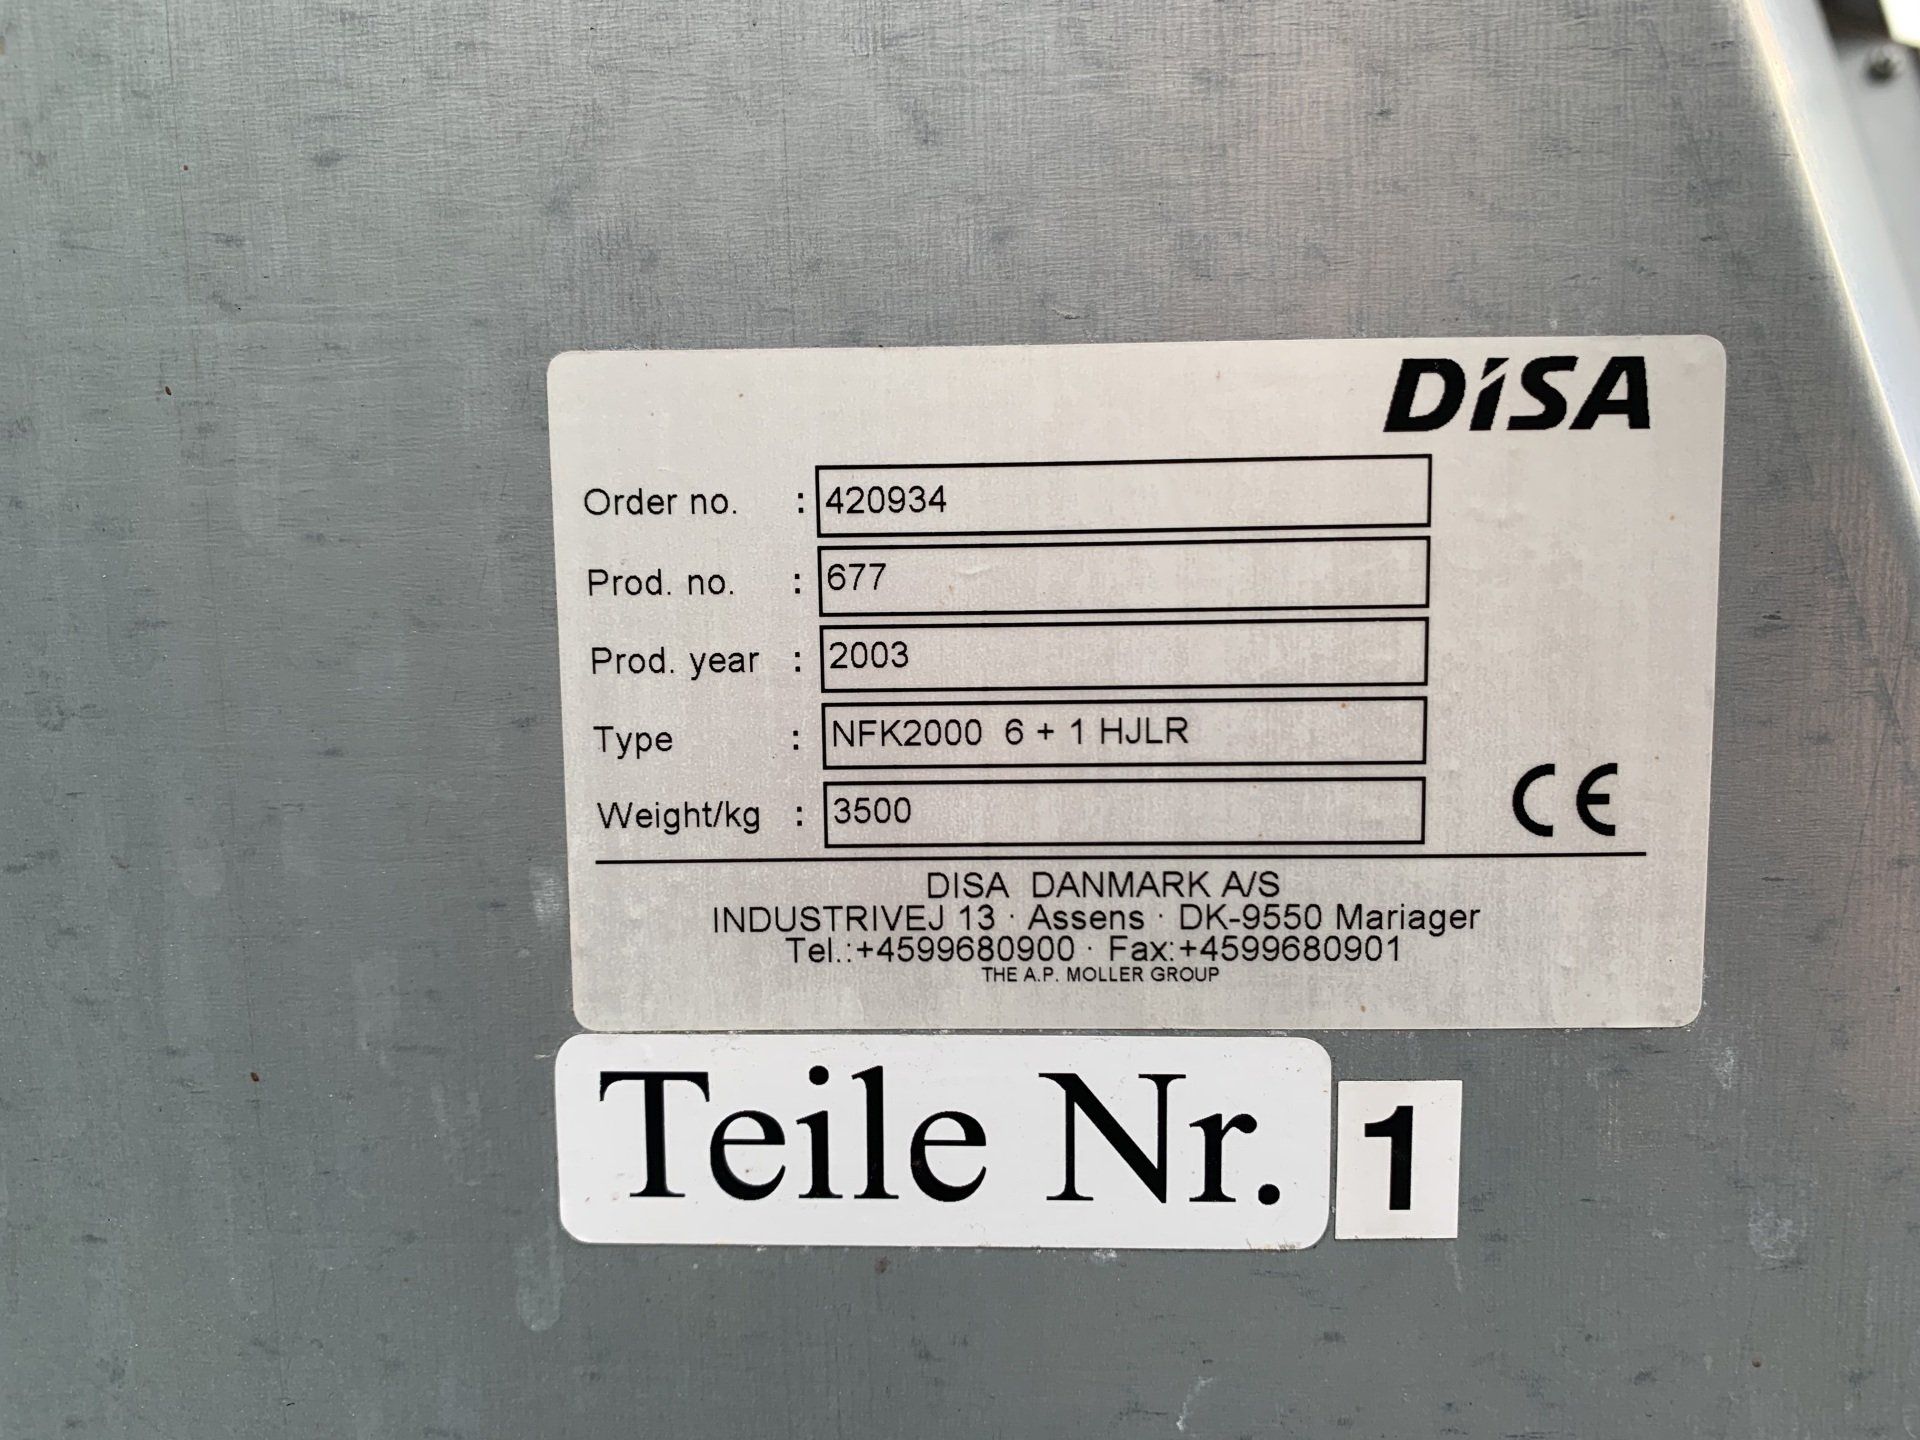 DISA
Order no. : 420934
Prod. no. : 677
Prod. year : 2003
Type : NFK2000 6 + 1 HJLR
Weight/kg : 3500
CE
DISA DANMARK A/S
INDUSTRIVEJ 13 · Assens · DK-9550 Mariager
Tel.:+4599680900 · Fax:+4599680901
THE A.P. MOLLER GROUP
Teile Nr. 1